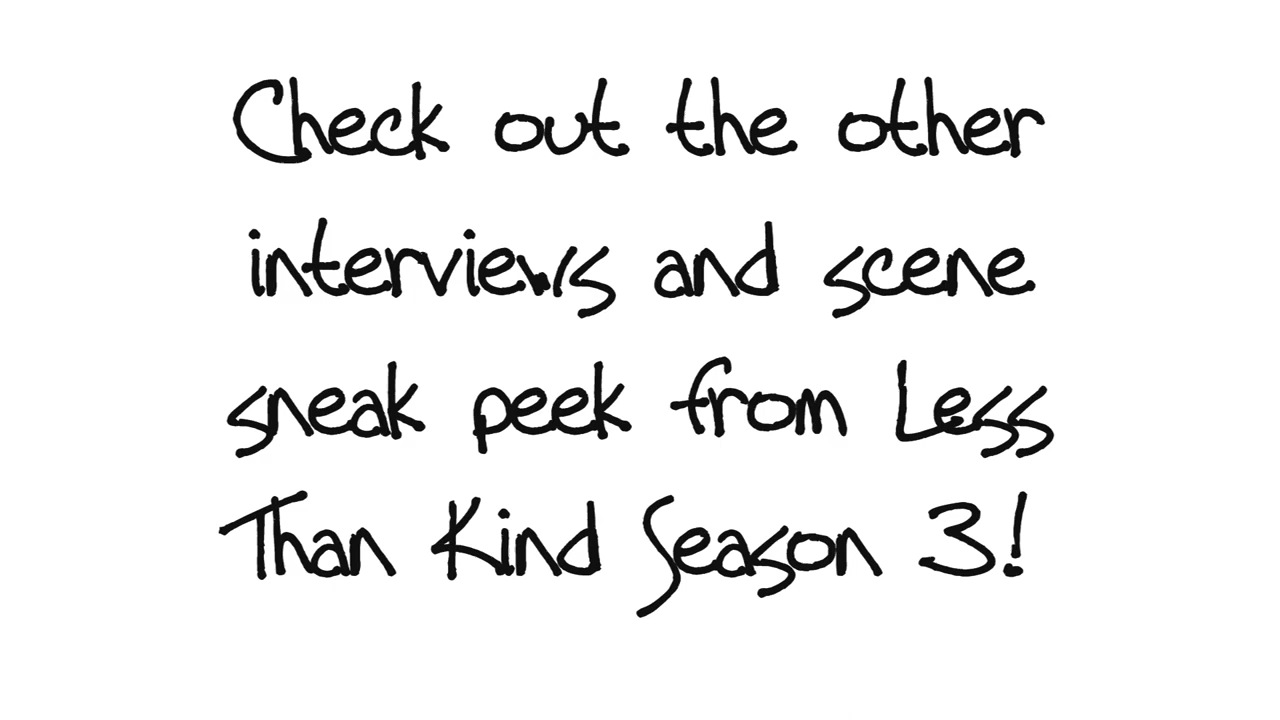 Check out the other
interviews and scene
sneak peek from Less
Than Kind Season 3!